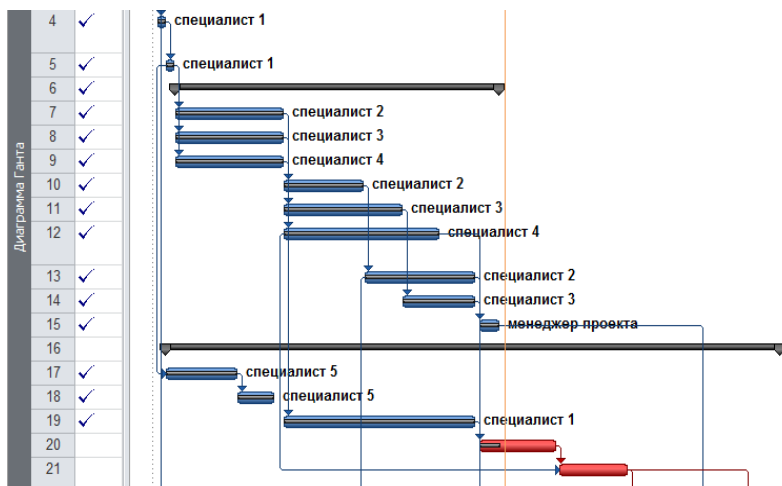 Диаграмма Ганта
4 специалист 1
5 специалист 1
6
7 специалист 2
8 специалист 3
9 специалист 4
10 специалист 2
11 специалист 3
12 специалист 4
13 специалист 2
14 специалист 3
15 менеджер проекта
16
17 специалист 5
18 специалист 5
19 специалист 1
20
21